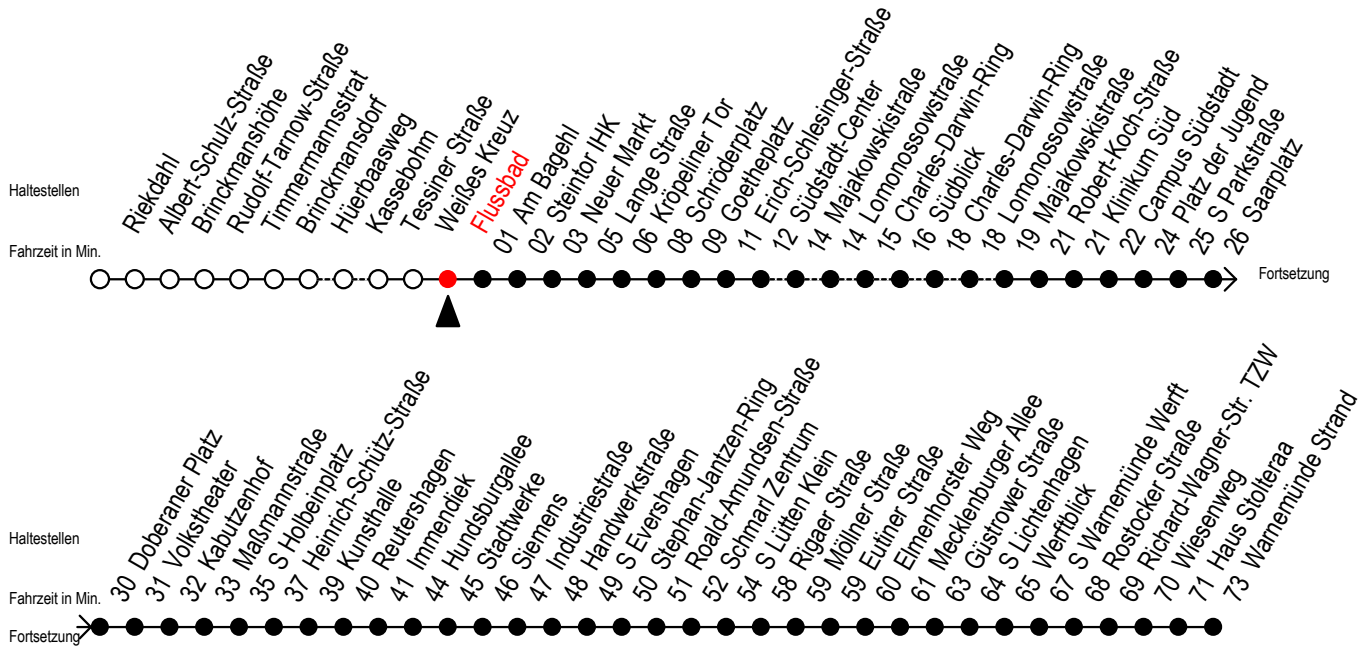 Haltestellen
Riekdahl
Albert-Schulz-Straße
Brinckmanshöhe
Rudolf-Tarnow-Straße
Timmermannsstrat
Brinckmansdorf
Hüerbaasweg
Kassebohm
Tessiner Straße
Weißes Kreuz
Flussbad
01 Am Bagehl
02 Steintor IHK
03 Neuer Markt
05 Lange Straße
06 Kröpeliner Tor
08 Schröderplatz
09 Goetheplatz
11 Erich-Schlesinger-Straße
12 Südstadt-Center
14 Majakowskistraße
14 Lomonossowstraße
15 Charles-Darwin-Ring
16 Südblick
18 Charles-Darwin-Ring
18 Lomonossowstraße
19 Majakowskistraße
21 Robert-Koch-Straße
21 Klinikum Süd
22 Campus Südstadt
24 Platz der Jugend
25 S Parkstraße
26 Saarplatz
Fahrzeit in Min.
Fortsetzung
Haltestellen
30 Doberaner Platz
31 Volkstheater
32 Kabutzenhof
33 Maßmannstraße
35 S Holbeinplatz
37 Heinrich-Schütz-Straße
39 Kunsthalle
40 Reutershagen
41 Immendiek
44 Hundsburgallee
45 Stadtwerke
46 Siemens
47 Industriestraße
48 Handwerkstraße
49 S Evershagen
50 Stephan-Jantzen-Ring
51 Roald-Amundsen-Straße
52 Schmarl Zentrum
54 S Lütten Klein
58 Rigaer Straße
59 Möllner Straße
59 Eutiner Straße
60 Elmenhorster Weg
61 Mecklenburger Allee
63 Güstrower Straße
64 S Lichtenhagen
65 Werftblick
67 S Warnemünde Werft
68 Rostocker Straße
69 Richard-Wagner-Str. TZW
70 Wiesenweg
71 Haus Stolteraa
73 Warnemünde Strand
Fahrzeit in Min.
Fortsetzung